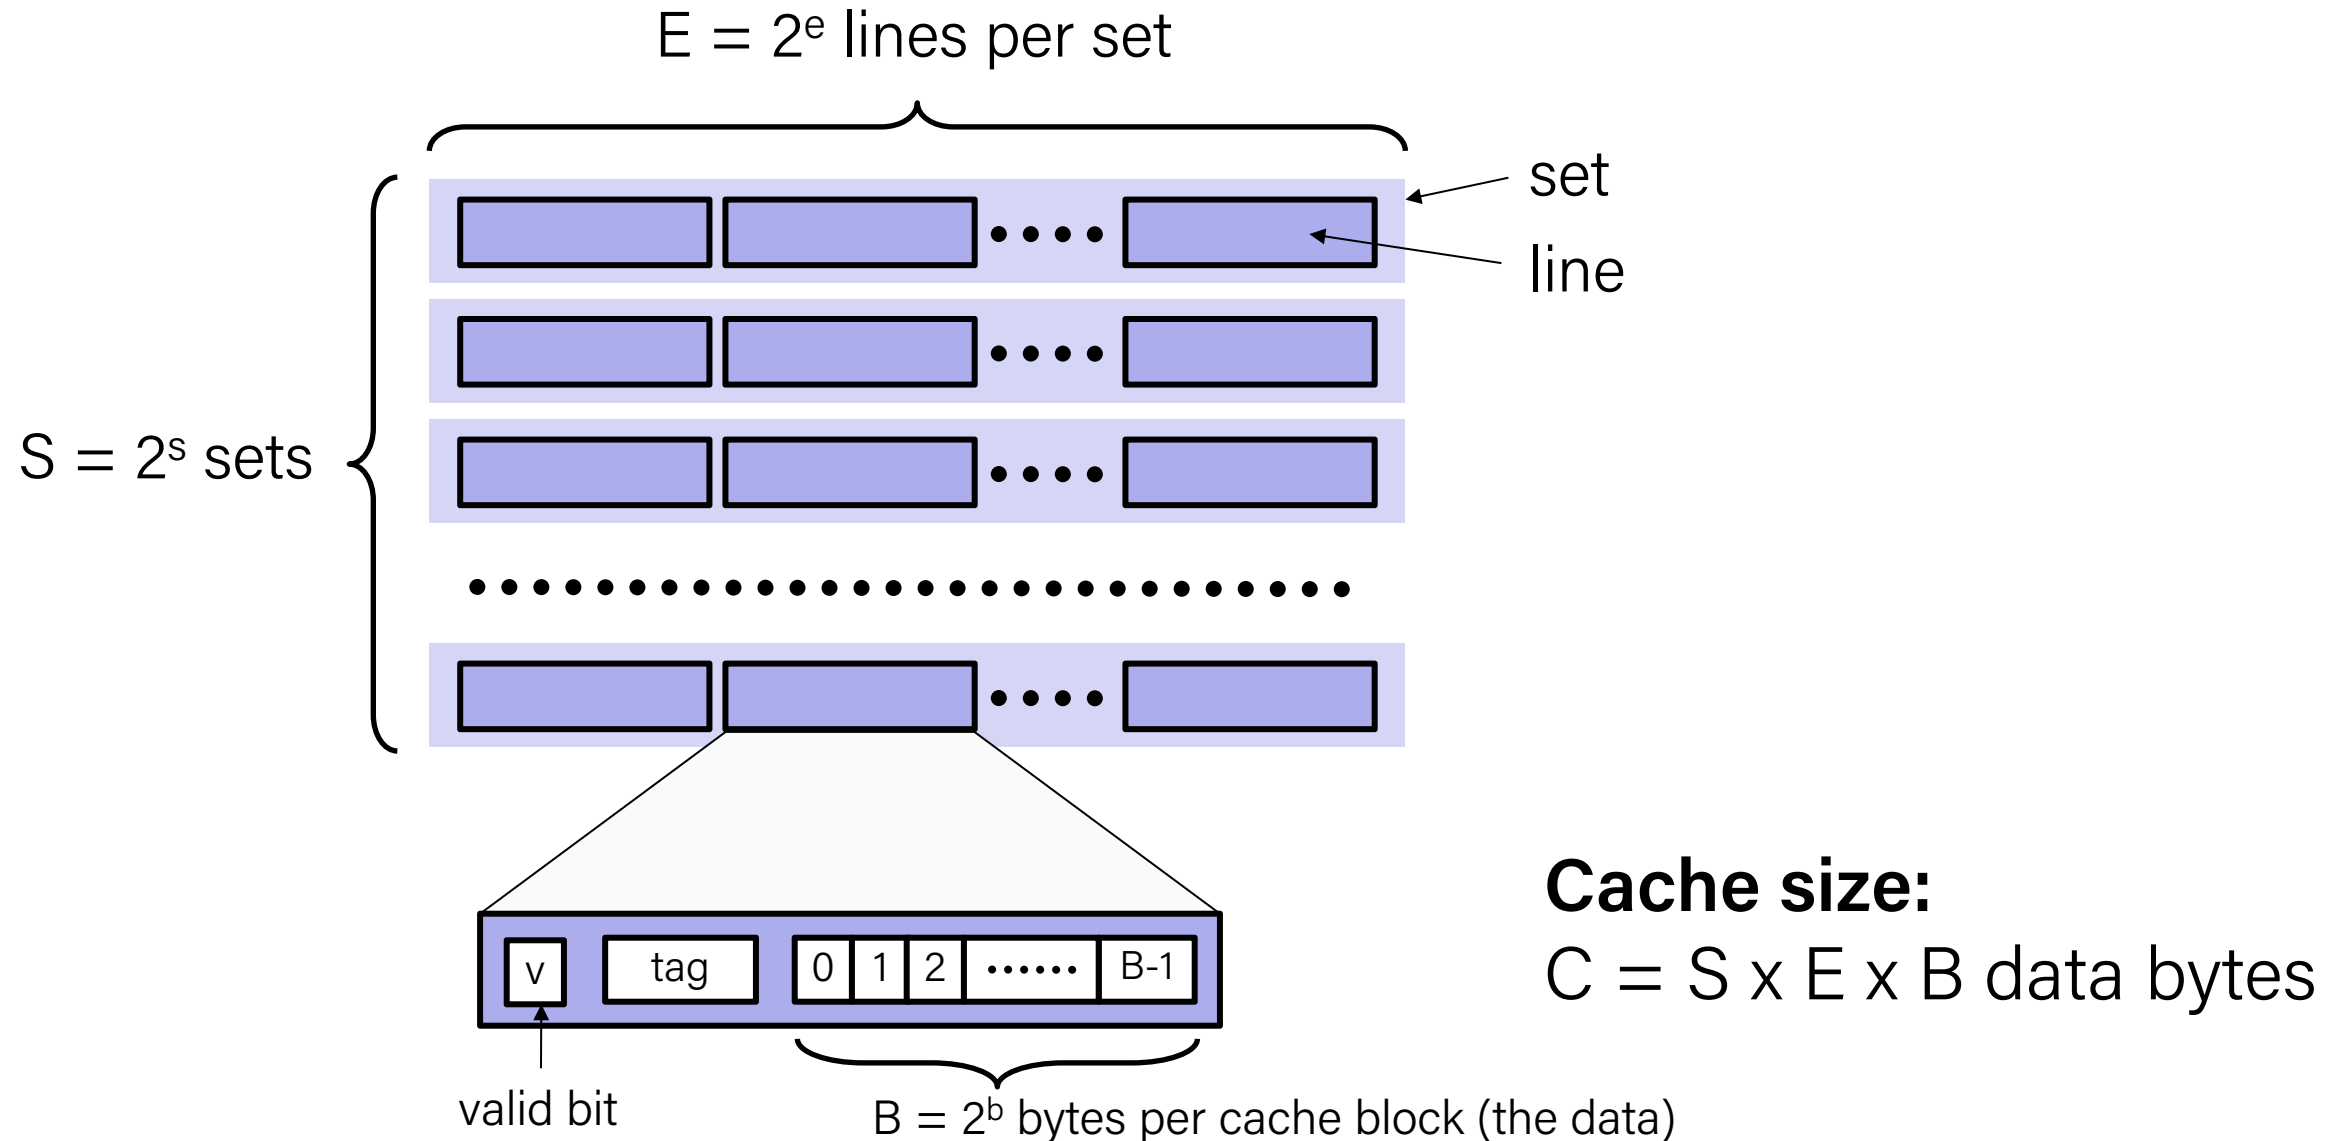 E = 2ᵉ lines per set
set
line
S = 2ˢ sets
v
tag
0
1
2
B-1
valid bit
B = 2ᵇ bytes per cache block (the data)
Cache size:
C = S x E x B data bytes